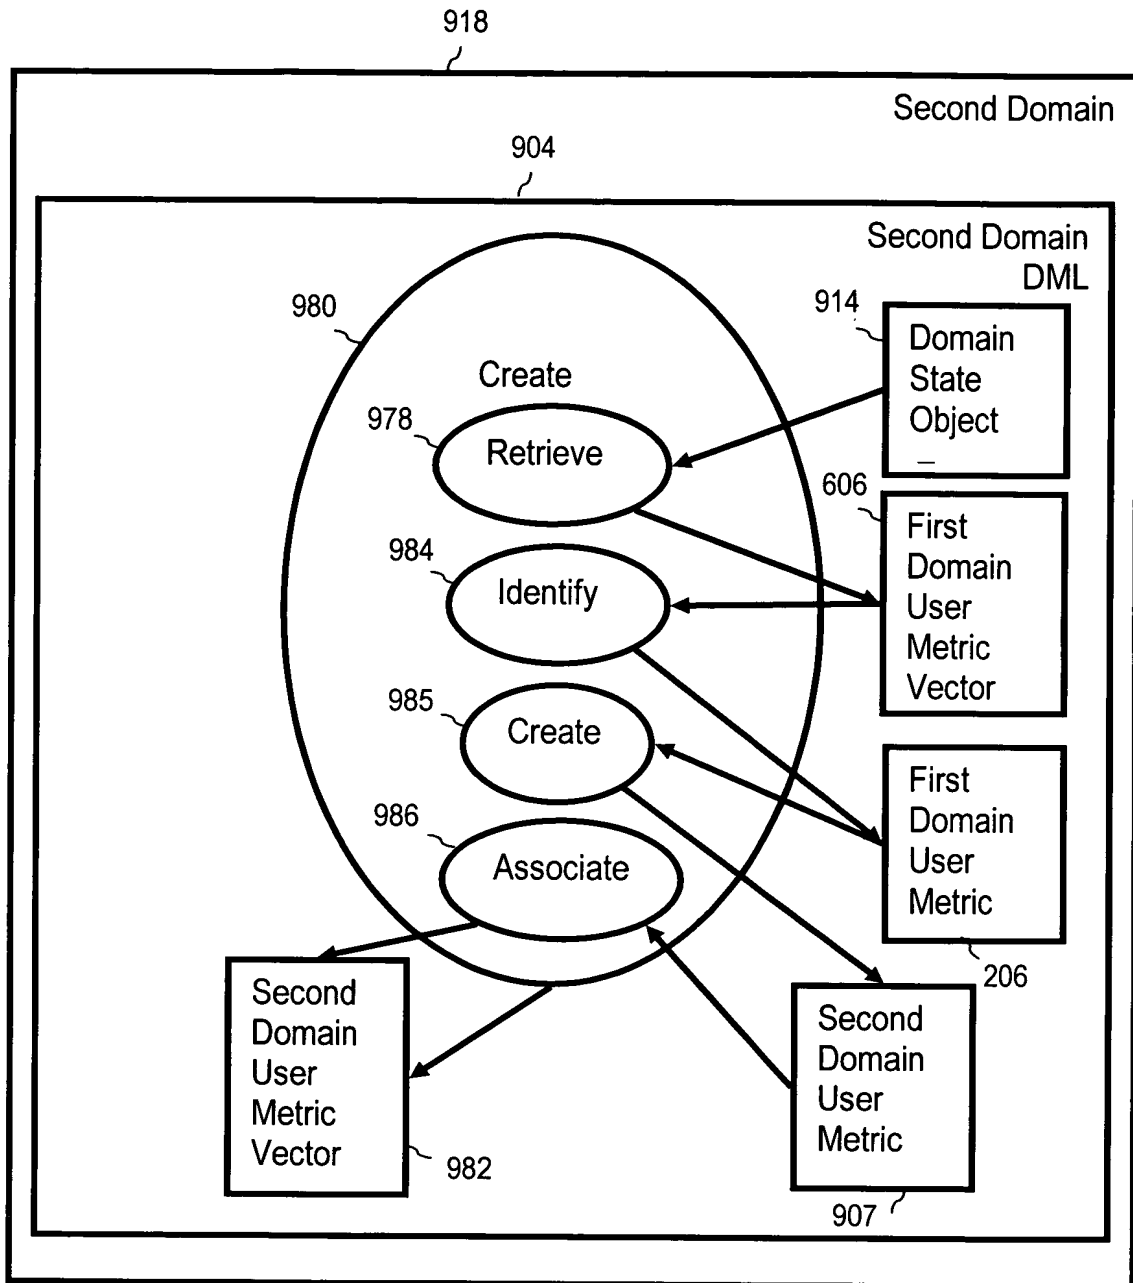 918
Second Domain
904
Second Domain
DML
980
914
Domain
State
Object
Create
978
Retrieve
606
First
Domain
User
Metric
Vector
984
Identify
985
Create
First
Domain
User
Metric
206
986
Associate
Second
Domain
User
Metric
Vector
982
Second
Domain
User
Metric
907